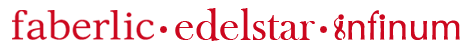 faberlic • edelstar • infinum